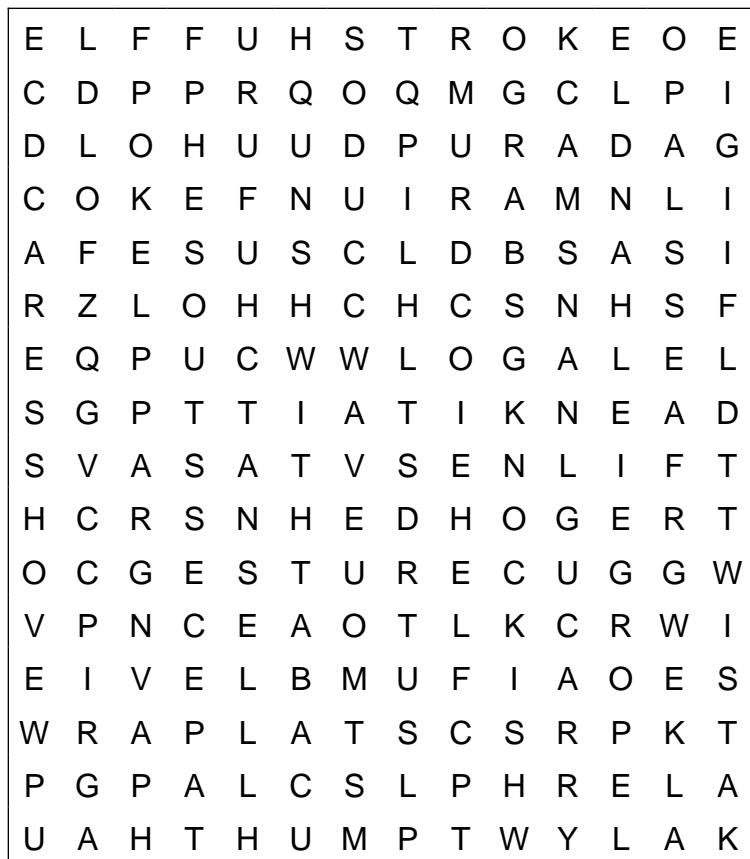 E L F F U H S T R O K E O E
C D P P R Q O Q M G C L P I
D L O H U U D P U R A D A G
C O K E F N U I R A M N L I
A F E S U S C L D B S A S I
R Z L O H H C H C S N H S F
E Q P U C W W L O G A L E L
S G P T T I A T I K N E A D
S V A S A T V S E N L I F T
H C R S N H E D H O G E R T
O C G E S T U R E C U G G W
V P N C E A O T L K C R W I
E I V E L B M U F I A O E S
W R A P L A T S C S R P K T
P G P A L C S L P H R E L A
U A H T H U M P T W Y L A K